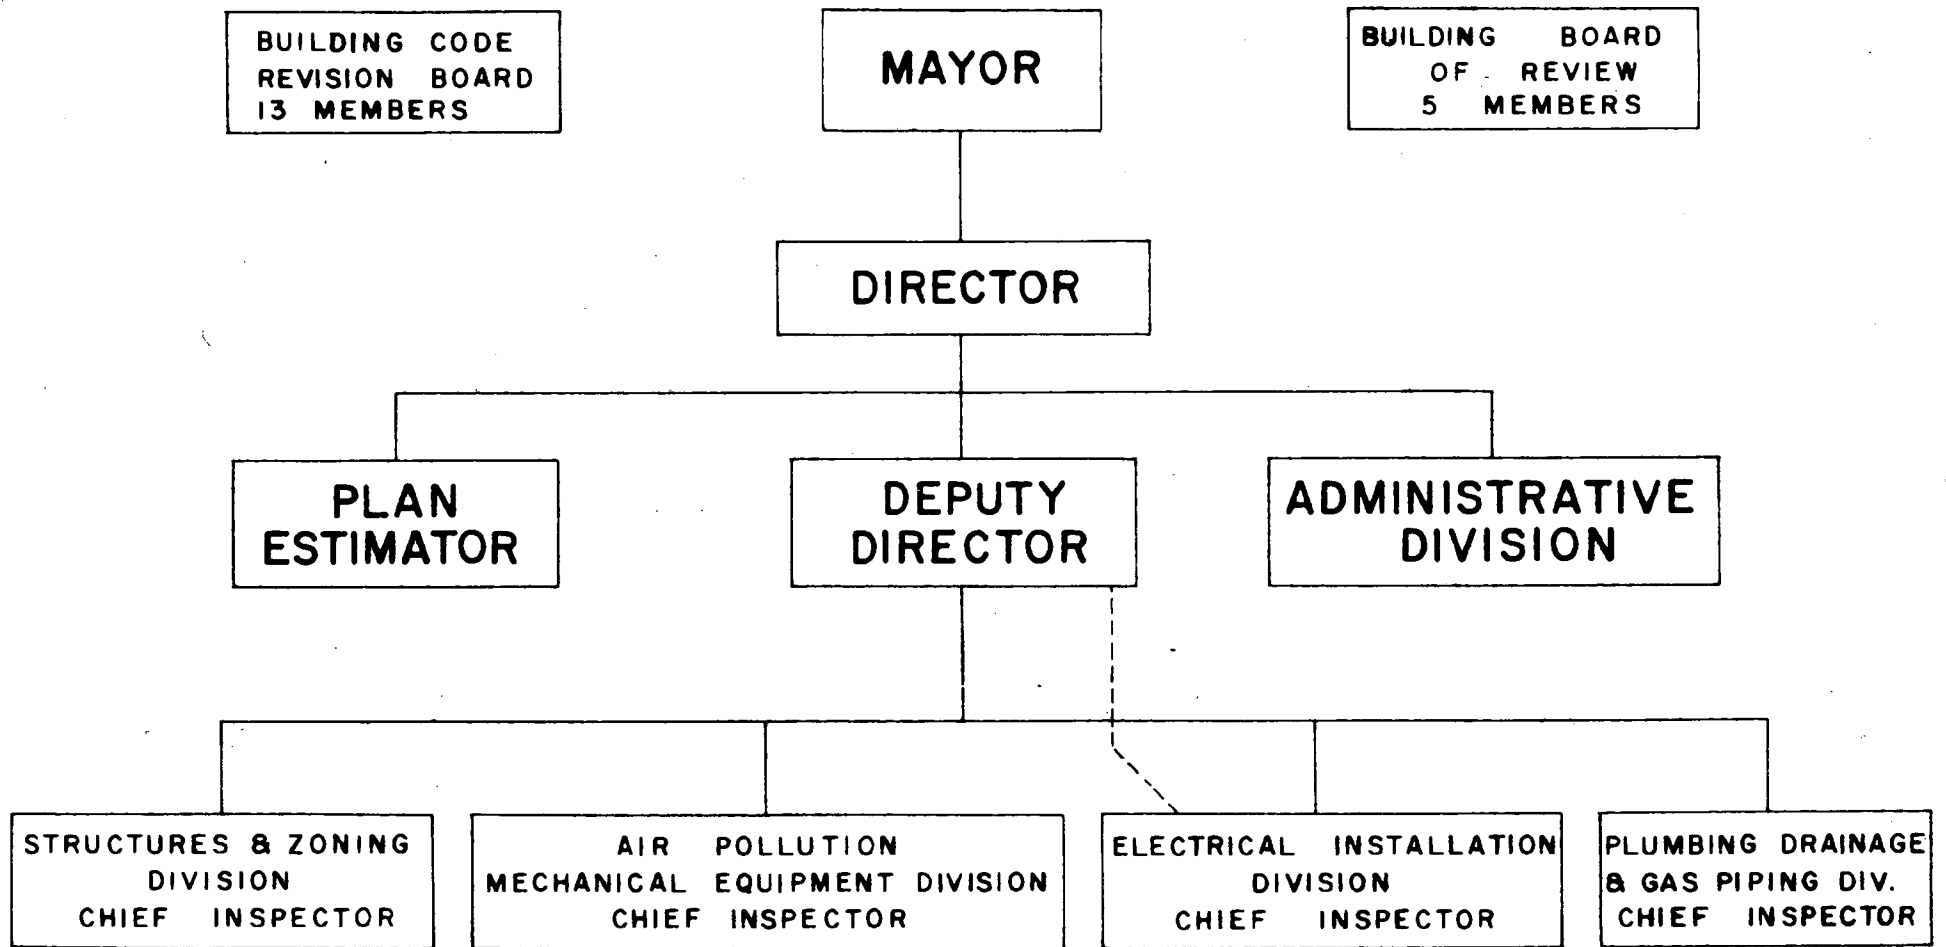 BUILDING CODE
REVISION BOARD
13 MEMBERS
MAYOR
BUILDING BOARD
OF REVIEW
5 MEMBERS
DIRECTOR
PLAN
ESTIMATOR
DEPUTY
DIRECTOR
ADMINISTRATIVE
DIVISION
STRUCTURES & ZONING
DIVISION
CHIEF INSPECTOR
AIR POLLUTION
MECHANICAL EQUIPMENT DIVISION
CHIEF INSPECTOR
ELECTRICAL INSTALLATION
DIVISION
CHIEF INSPECTOR
PLUMBING DRAINAGE
& GAS PIPING DIV.
CHIEF INSPECTOR